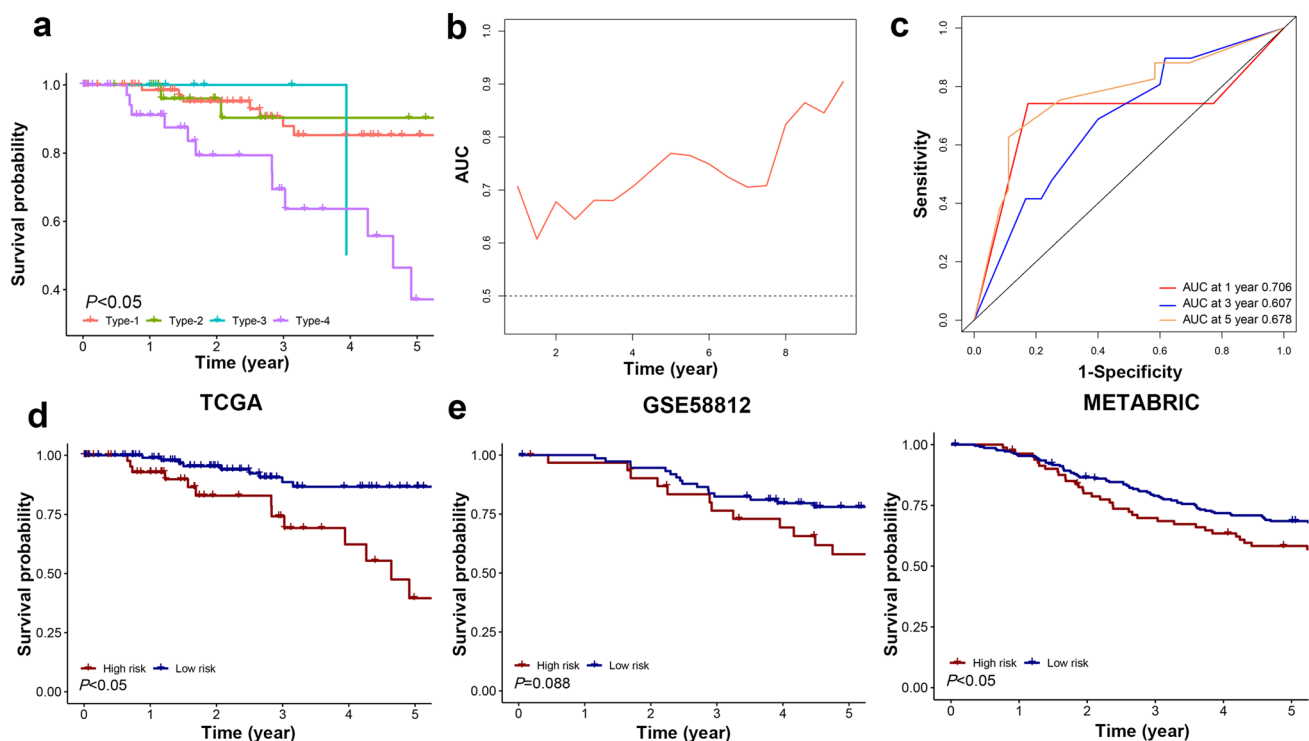 a
Survival probability
1.0
0.8
0.6
0.4
P<0.05
Type-1 Type-2 Type-3 Type-4
0 1 2 3 4 5
Time (year)
b
AUC
1.0
0.9
0.8
0.7
0.6
0.5
2 4 6 8
Time (year)
c
Sensitivity
1.0
0.8
0.6
0.4
0.2
0.0
AUC at 1 year 0.706
AUC at 3 year 0.607
AUC at 5 year 0.678
0.0 0.2 0.4 0.6 0.8 1.0
1-Specificity
d
TCGA
Survival probability
1.00
0.75
0.50
0.25
0.00
High risk Low risk
P<0.05
0 1 2 3 4 5
Time (year)
e
GSE58812
Survival probability
1.00
0.75
0.50
0.25
0.00
High risk Low risk
P=0.088
0 1 2 3 4 5
Time (year)
METABRIC
Survival probability
1.00
0.75
0.50
0.25
0.00
High risk Low risk
P<0.05
0 1 2 3 4 5
Time (year)